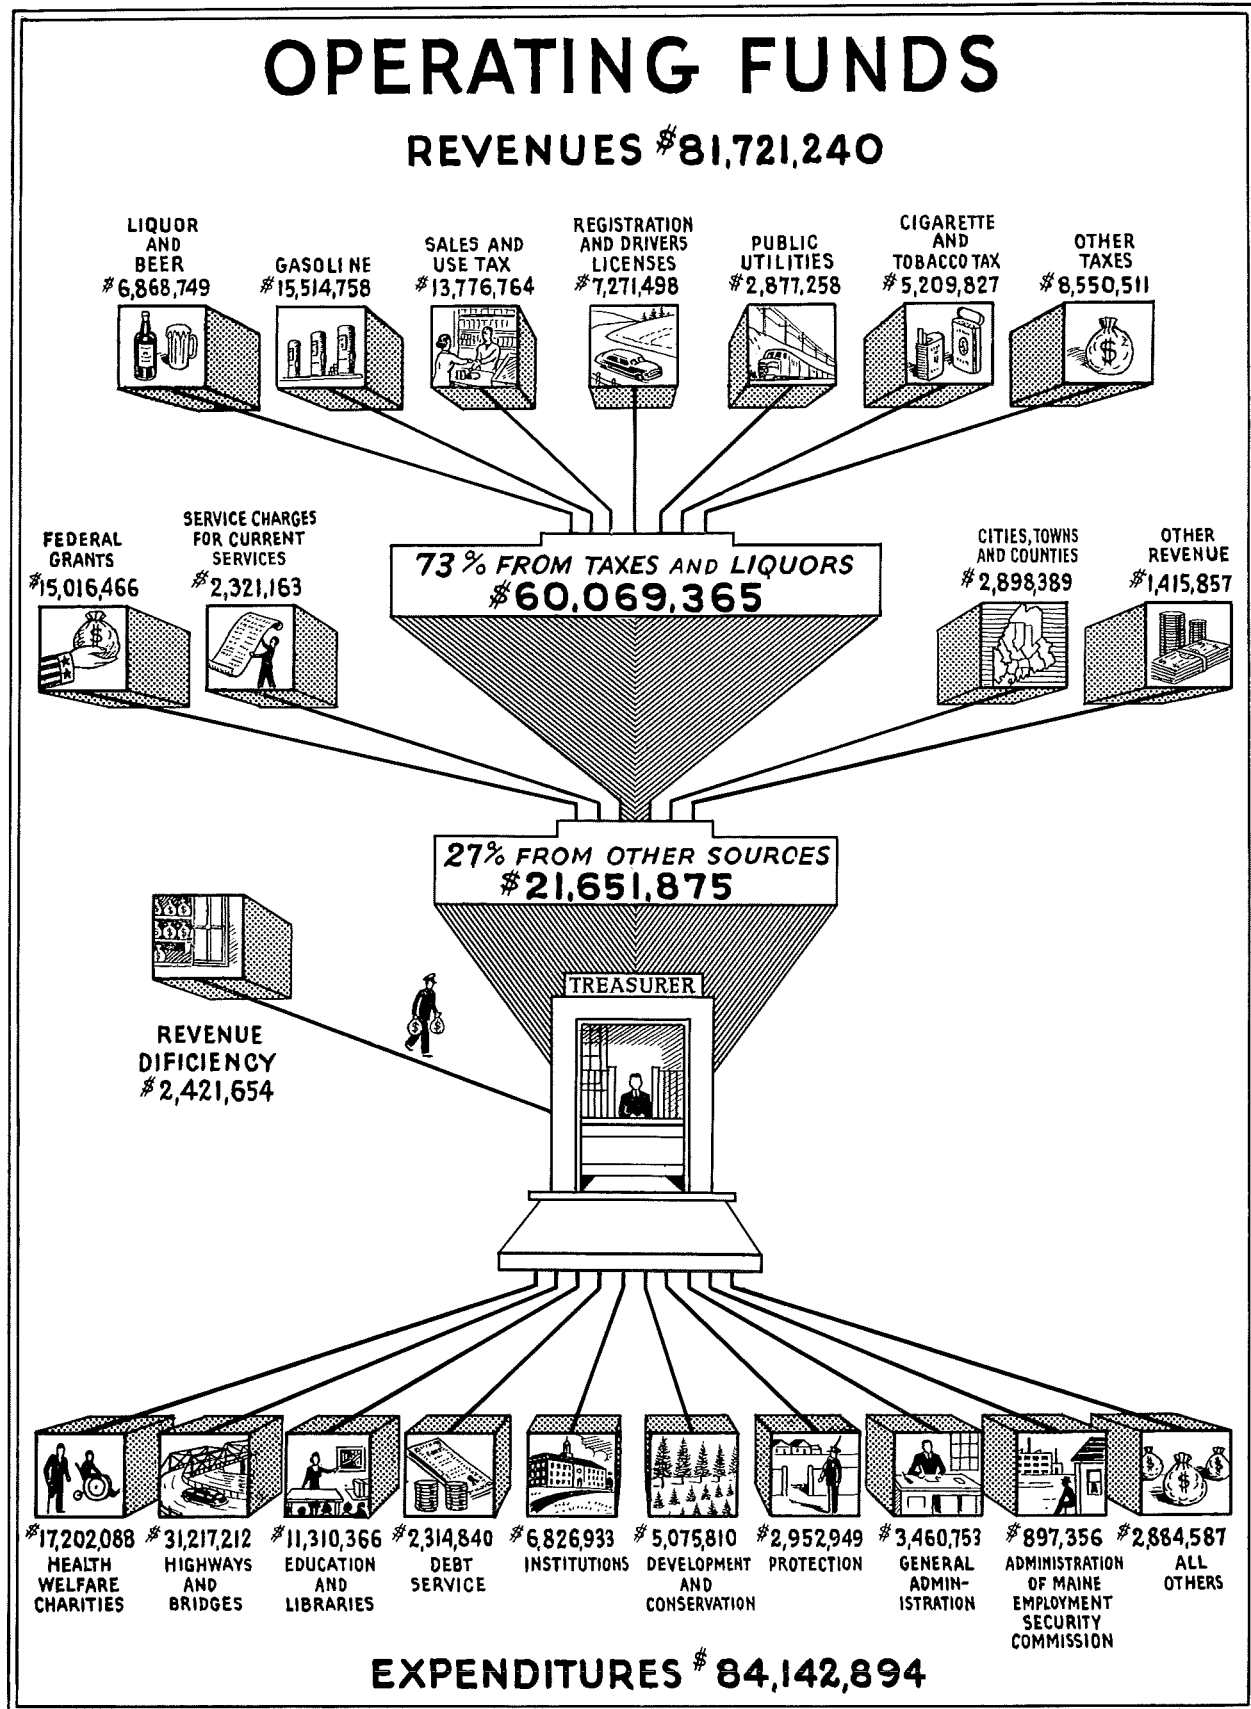 OPERATING FUNDS
REVENUES $81,721,240
LIQUOR
AND
BEER
$6,868,749
GASOLINE
$15,514,758
SALES AND
USE TAX
$13,776,764
REGISTRATION
AND DRIVERS
LICENSES
$7,271,498
PUBLIC
UTILITIES
$2,877,258
CIGARETTE
AND
TOBACCO TAX
$5,209,827
OTHER
TAXES
$8,550,511
FEDERAL
GRANTS
$15,016,466
SERVICE CHARGES
FOR CURRENT
SERVICES
$2,321,163
73% FROM TAXES AND LIQUORS
$60,069,365
CITIES, TOWNS
AND COUNTIES
$2,898,389
OTHER
REVENUE
$1,415,857
27% FROM OTHER SOURCES
$21,651,875
TREASURER
REVENUE
DIFICIENCY
$2,421,654
$17,202,088
HEALTH
WELFARE
CHARITIES
$31,217,212
HIGHWAYS
AND
BRIDGES
$11,310,366
EDUCATION
AND
LIBRARIES
$2,314,840
DEBT
SERVICE
$6,826,933
INSTITUTIONS
$5,075,810
DEVELOPMENT
AND
CONSERVATION
$2,952,949
PROTECTION
$3,460,753
GENERAL
ADMIN-
ISTRATION
$897,356
ADMINISTRATION
OF MAINE
EMPLOYMENT
SECURITY
COMMISSION
$2,884,587
ALL
OTHERS
EXPENDITURES $84,142,894